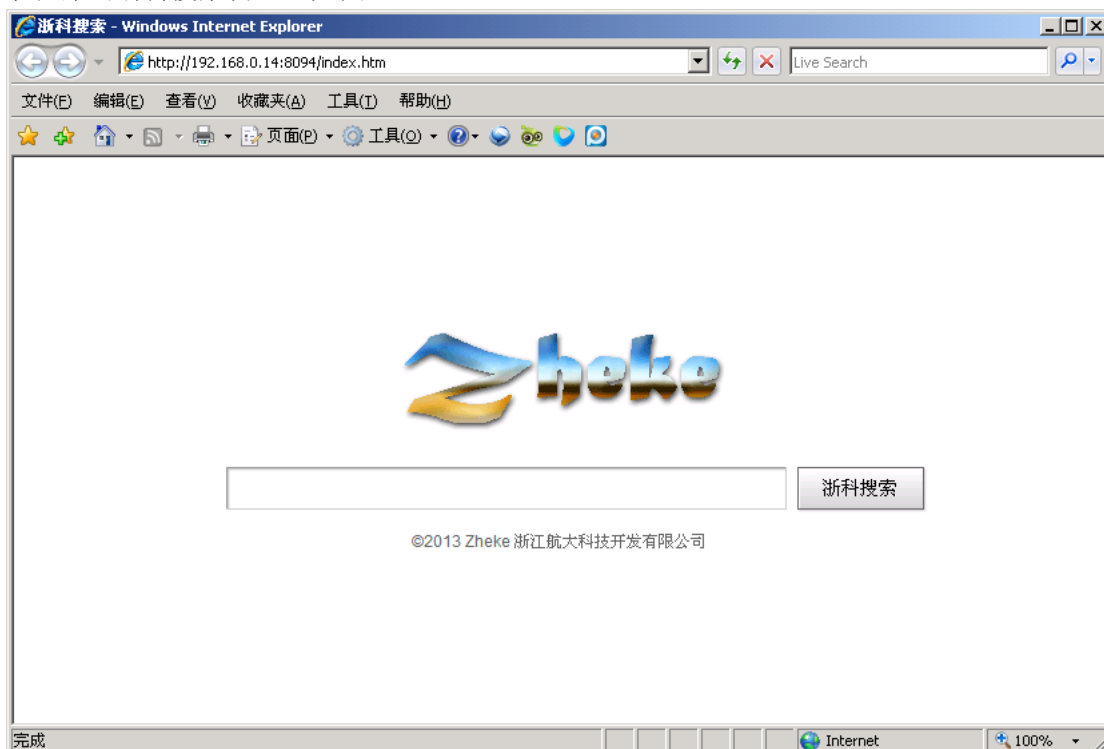 浙科搜索 - Windows Internet Explorer
http://192.168.0.14:8094/index.htm
Live Search
文件(F) 编辑(E) 查看(V) 收藏夹(A) 工具(T) 帮助(H)
页面(P) 工具(O)
Zheke
浙科搜索
©2013 Zheke 浙江航大科技开发有限公司
完成 Internet 100%